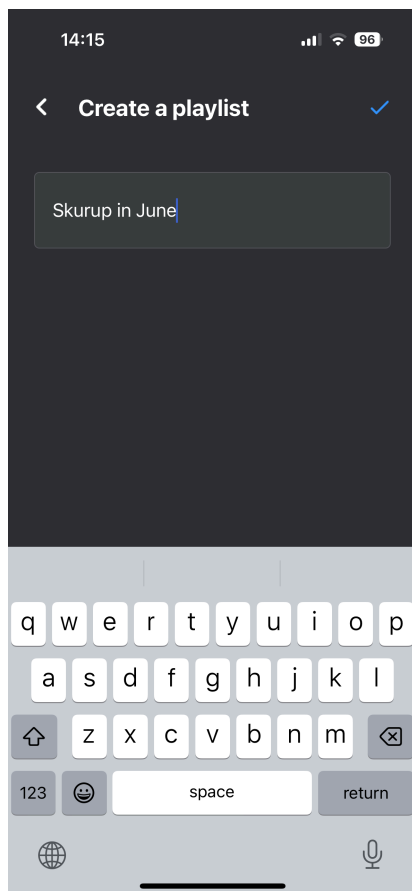 14:15
96
Create a playlist
Skurup in June
q w e r t y u i o p
a s d f g h j k l
z x c v b n m
123 space return